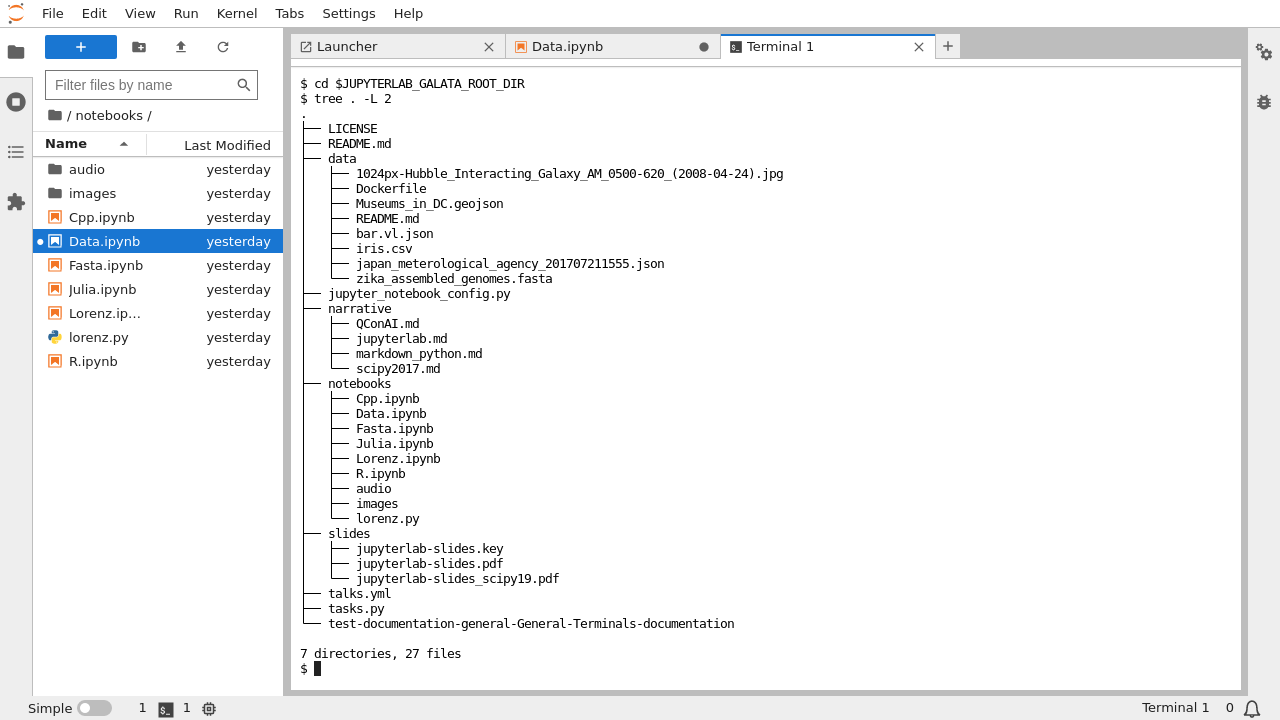 File Edit View Run Kernel Tabs Settings Help
Filter files by name
/ notebooks /
Name Last Modified
audio yesterday
images yesterday
Cpp.ipynb yesterday
Data.ipynb yesterday
Fasta.ipynb yesterday
Julia.ipynb yesterday
Lorenz.ip… yesterday
lorenz.py yesterday
R.ipynb yesterday
Launcher Data.ipynb Terminal 1
$ cd $JUPYTERLAB_GALATA_ROOT_DIR
$ tree . -L 2
.
├── LICENSE
├── README.md
├── data
│   ├── 1024px-Hubble_Interacting_Galaxy_AM_0500-620_(2008-04-24).jpg
│   ├── Dockerfile
│   ├── Museums_in_DC.geojson
│   ├── README.md
│   ├── bar.vl.json
│   ├── iris.csv
│   ├── japan_meterological_agency_201707211555.json
│   └── zika_assembled_genomes.fasta
├── jupyter_notebook_config.py
├── narrative
│   ├── QConAI.md
│   ├── jupyterlab.md
│   ├── markdown_python.md
│   └── scipy2017.md
├── notebooks
│   ├── Cpp.ipynb
│   ├── Data.ipynb
│   ├── Fasta.ipynb
│   ├── Julia.ipynb
│   ├── Lorenz.ipynb
│   ├── R.ipynb
│   ├── audio
│   ├── images
│   └── lorenz.py
├── slides
│   ├── jupyterlab-slides.key
│   ├── jupyterlab-slides.pdf
│   └── jupyterlab-slides_scipy19.pdf
├── talks.yml
├── tasks.py
└── test-documentation-general-General-Terminals-documentation
7 directories, 27 files
$
Simple 1 $_ 1 Terminal 1 0